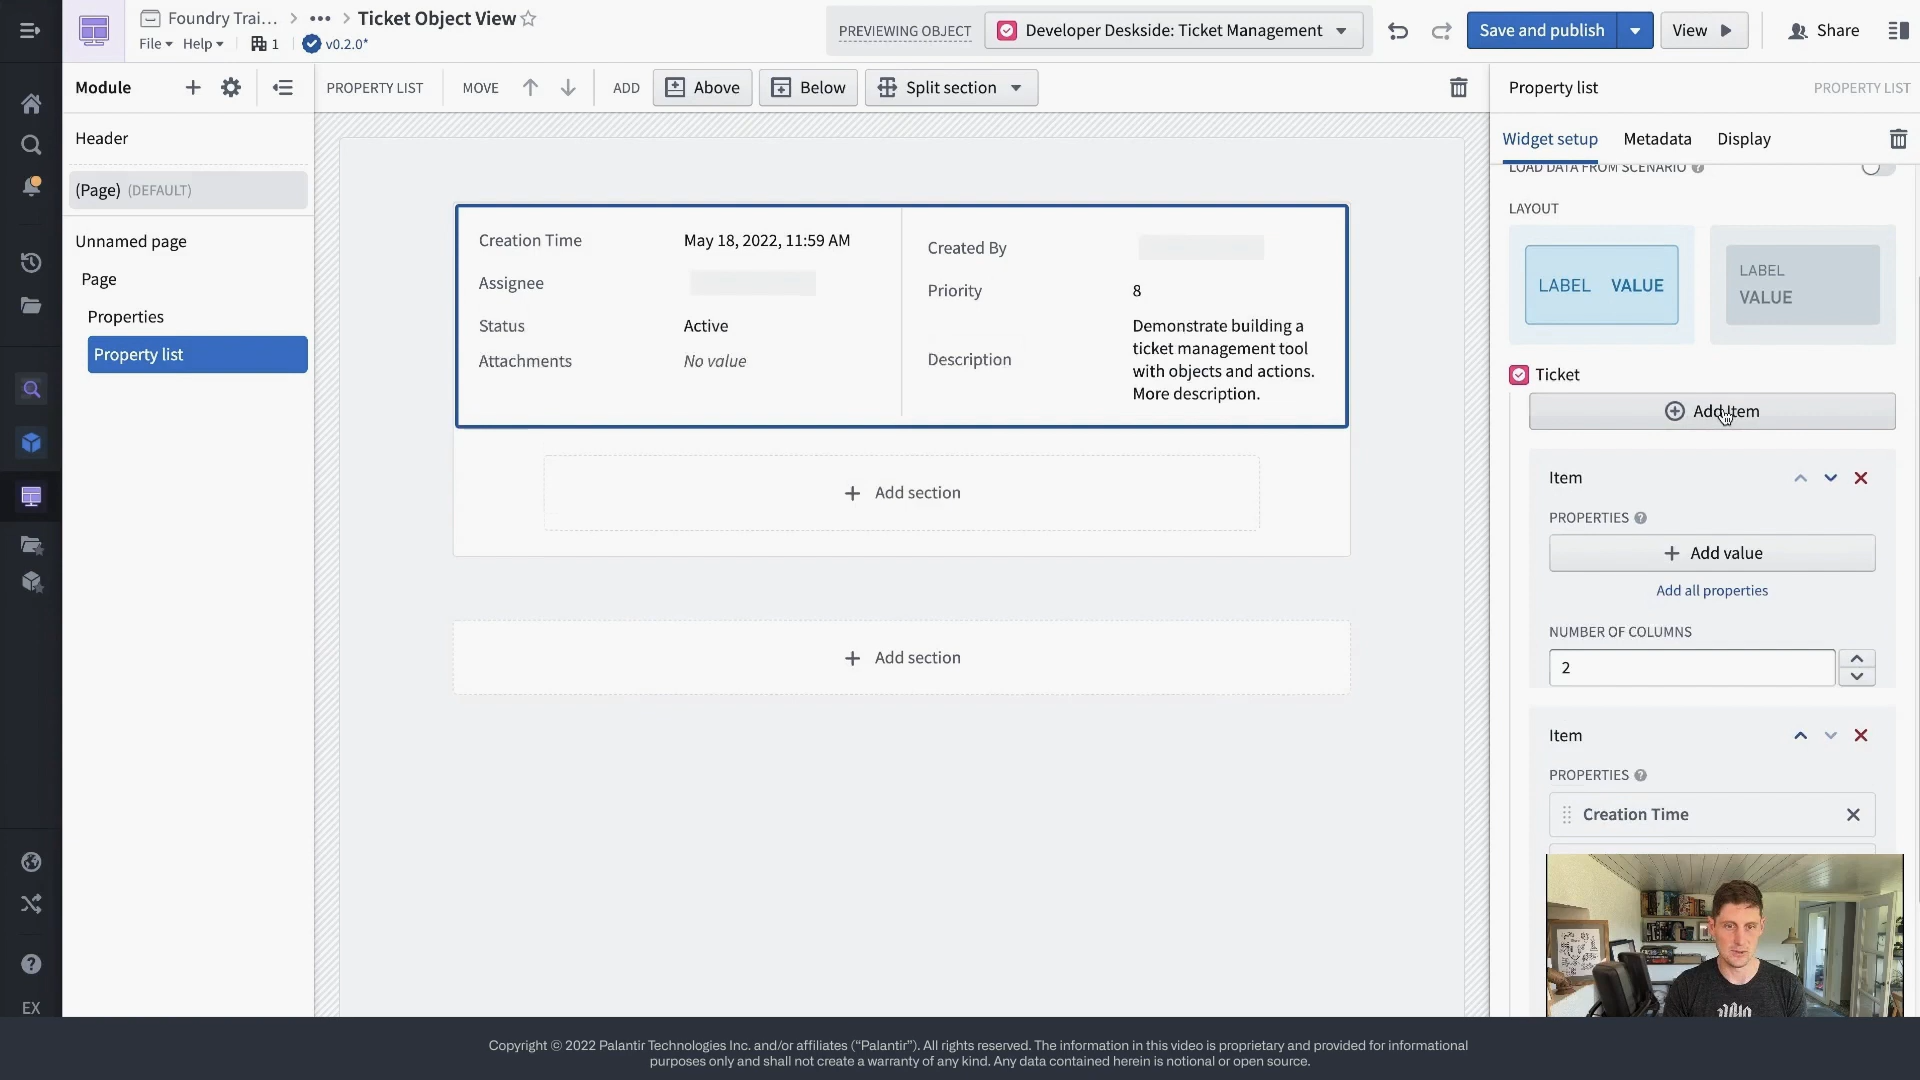 Foundry Trai… > ••• > Ticket Object View
File Help 1 v0.2.0*
PREVIEWING OBJECT Developer Deskside: Ticket Management
Save and publish View Share
Module
PROPERTY LIST MOVE ADD Above Below Split section
Property list PROPERTY LIST
Header
(Page) (DEFAULT)
Unnamed page
Page
Properties
Property list
Creation Time May 18, 2022, 11:59 AM
Assignee
Status Active
Attachments No value
Created By
Priority 8
Description
Demonstrate building a
ticket management tool
with objects and actions.
More description.
+ Add section
+ Add section
Widget setup Metadata Display
LOAD DATA FROM SCENARIO
LAYOUT
LABEL VALUE
LABEL
VALUE
Ticket
Add Item
Item
PROPERTIES
+ Add value
Add all properties
NUMBER OF COLUMNS
2
Item
PROPERTIES
Creation Time
EX
Copyright © 2022 Palantir Technologies Inc. and/or affiliates (“Palantir”). All rights reserved. The information in this video is proprietary and provided for informational
purposes only and shall not create a warranty of any kind. Any data contained herein is notional or open source.